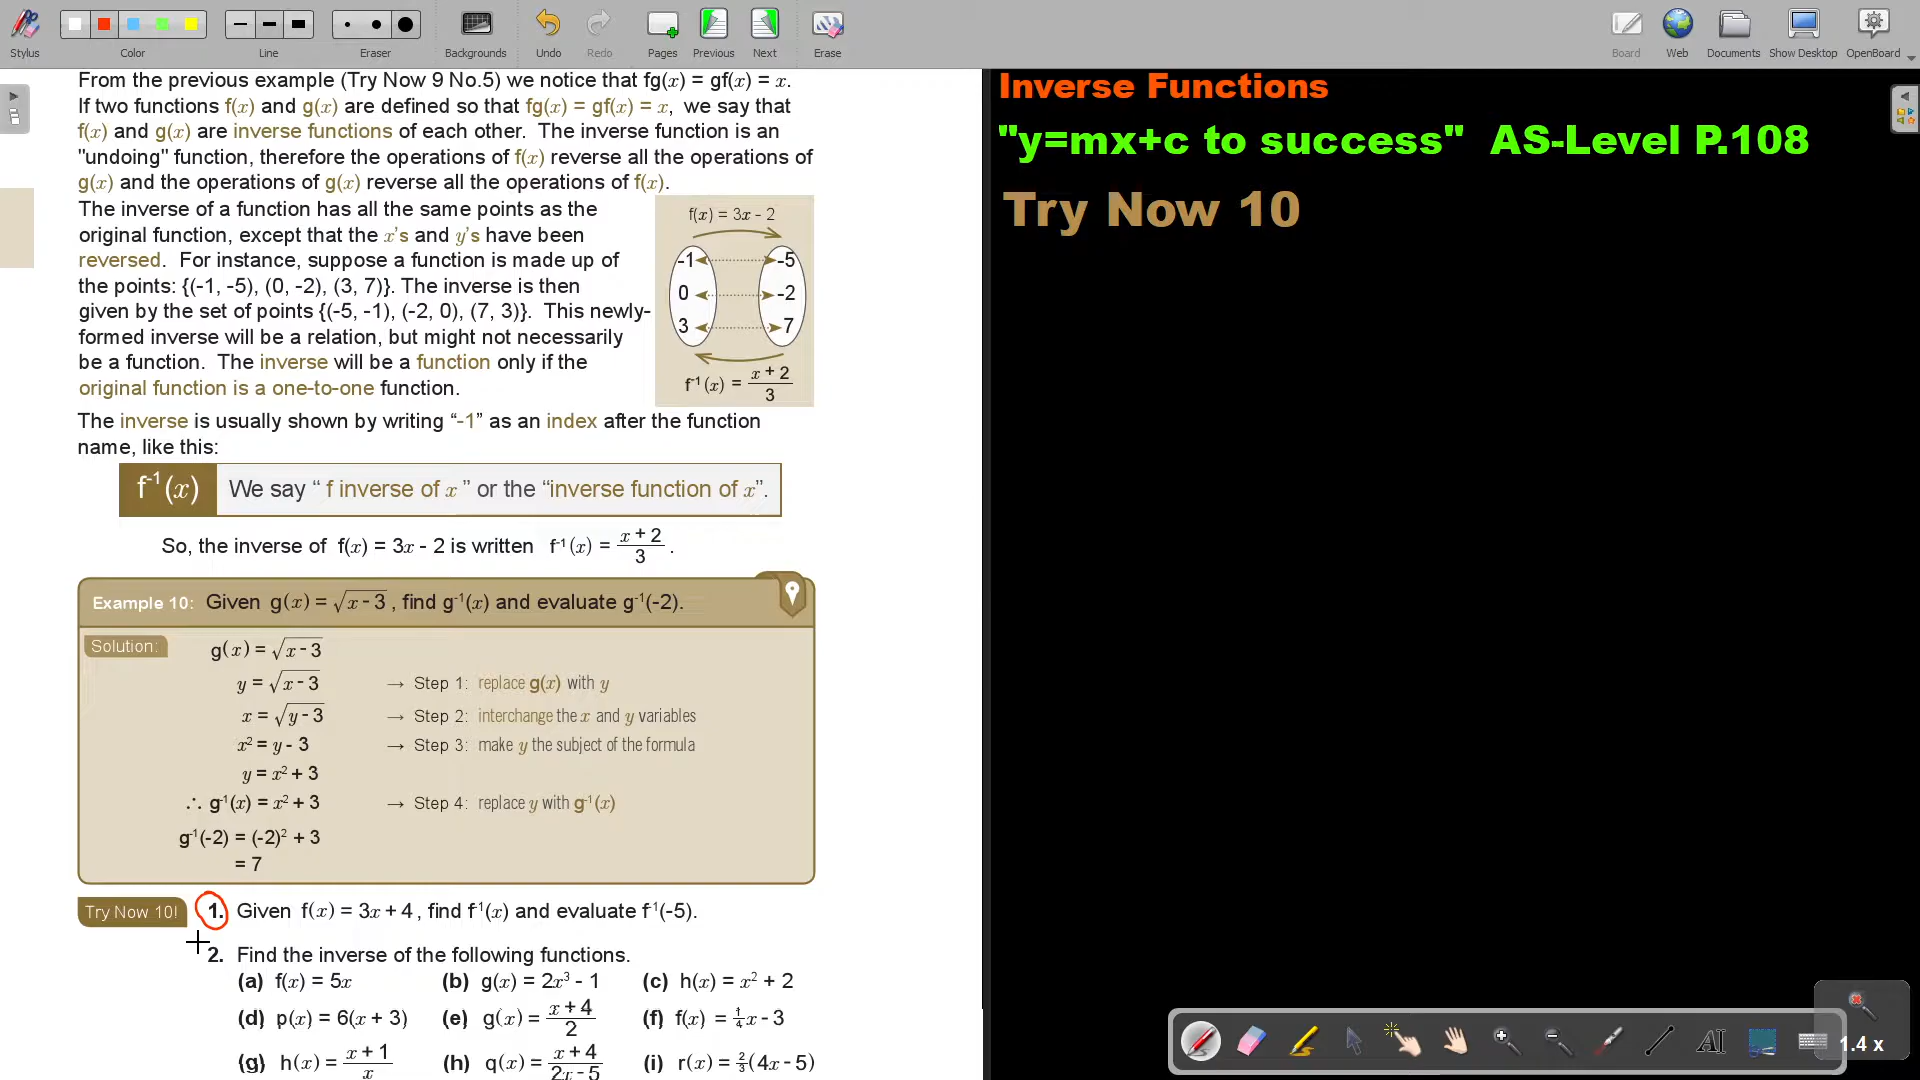 Stylus Color Line Eraser Backgrounds Undo Redo Pages Previous Next Erase Board Web Documents Show Desktop OpenBoard
From the previous example (Try Now 9 No.5) we notice that fg(x) = gf(x) = x.
If two functions f(x) and g(x) are defined so that fg(x) = gf(x) = x, we say that
f(x) and g(x) are inverse functions of each other. The inverse function is an
"undoing" function, therefore the operations of f(x) reverse all the operations of
g(x) and the operations of g(x) reverse all the operations of f(x).
The inverse of a function has all the same points as the
original function, except that the x's and y's have been
reversed. For instance, suppose a function is made up of
the points: {(-1, -5), (0, -2), (3, 7)}. The inverse is then
given by the set of points {(-5, -1), (-2, 0), (7, 3)}. This newly-
formed inverse will be a relation, but might not necessarily
be a function. The inverse will be a function only if the
original function is a one-to-one function.
f(x) = 3x - 2
-1 -5
0 -2
3 7
f⁻¹(x) = (x + 2)/3
The inverse is usually shown by writing “-1” as an index after the function
name, like this:
f⁻¹(x) We say “ f inverse of x ” or the “inverse function of x”.
So, the inverse of f(x) = 3x - 2 is written f⁻¹(x) = (x + 2)/3 .
Example 10: Given g(x) = √(x - 3) , find g⁻¹(x) and evaluate g⁻¹(-2).
Solution: g(x) = √(x - 3)
y = √(x - 3) → Step 1: replace g(x) with y
x = √(y - 3) → Step 2: interchange the x and y variables
x² = y - 3 → Step 3: make y the subject of the formula
y = x² + 3
∴ g⁻¹(x) = x² + 3 → Step 4: replace y with g⁻¹(x)
g⁻¹(-2) = (-2)² + 3
= 7
Try Now 10! 1. Given f(x) = 3x + 4 , find f⁻¹(x) and evaluate f⁻¹(-5).
2. Find the inverse of the following functions.
(a) f(x) = 5x (b) g(x) = 2x³ - 1 (c) h(x) = x² + 2
(d) p(x) = 6(x + 3) (e) g(x) = (x + 4)/2 (f) f(x) = ¼x - 3
(g) h(x) = (x + 1)/x (h) q(x) = (x + 4)/(2x - 5) (i) r(x) = ⅔(4x - 5)
Inverse Functions
"y=mx+c to success" AS-Level P.108
Try Now 10
1.4 x